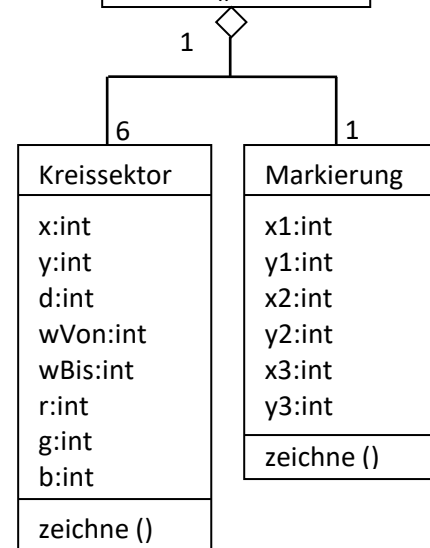 1
6
1
Kreissektor
x:int
y:int
d:int
wVon:int
wBis:int
r:int
g:int
b:int
zeichne ()
Markierung
x1:int
y1:int
x2:int
y2:int
x3:int
y3:int
zeichne ()